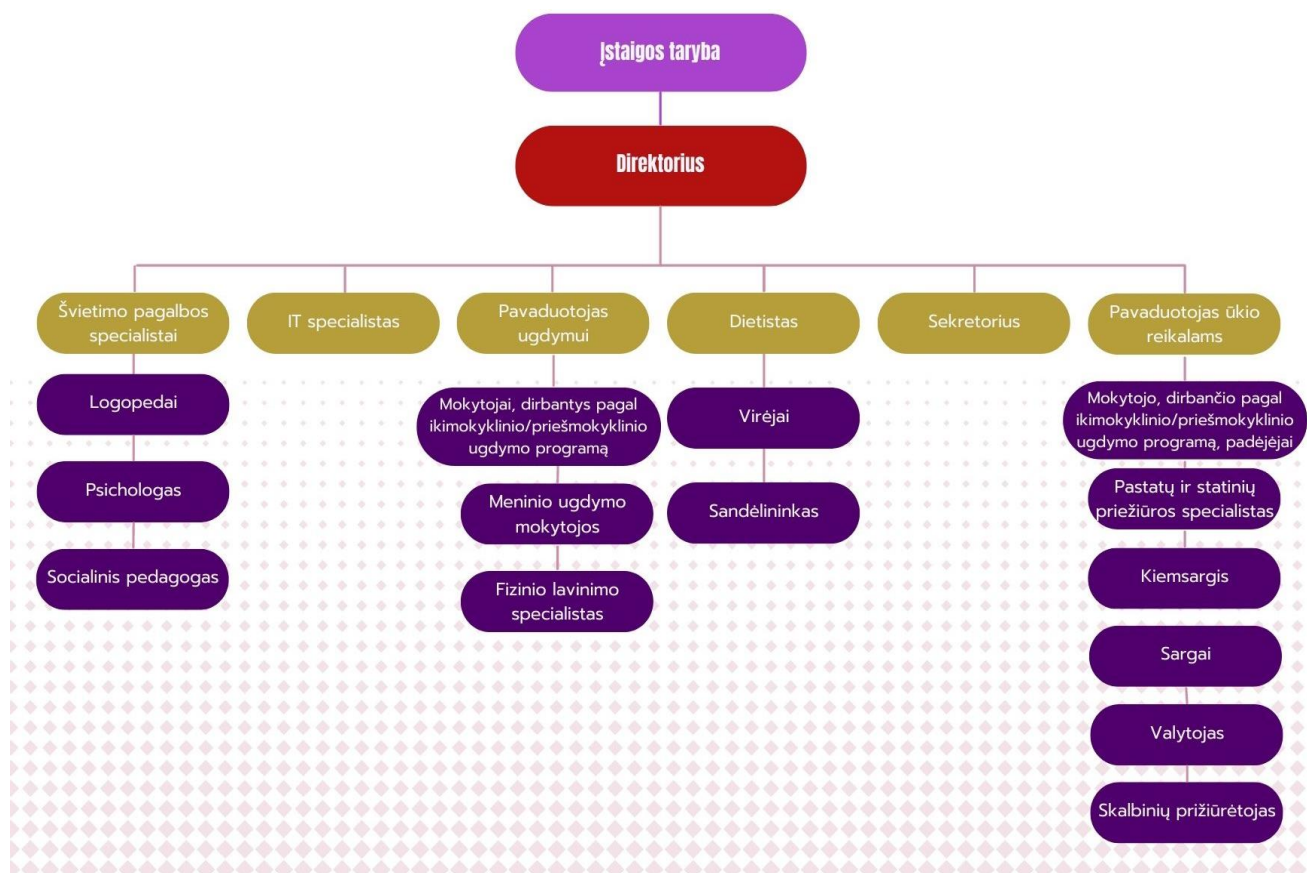 Įstaigos taryba
Direktorius
Švietimo pagalbos
specialistai
IT specialistas
Pavaduotojas
ugdymui
Dietistas
Sekretorius
Pavaduotojas ūkio
reikalams
Logopedai
Psichologas
Socialinis pedagogas
Mokytojai, dirbantys pagal
ikimokyklinio/priešmokyklinio
ugdymo programą
Meninio ugdymo
mokytojos
Fizinio lavinimo
specialistas
Virėjai
Sandėlininkas
Mokytojo, dirbančio pagal
ikimokyklinio/priešmokyklinio
ugdymo programą, padėjėjai
Pastatų ir statinių
priežiūros specialistas
Kiemsargis
Sargai
Valytojas
Skalbinių prižiūrėtojas